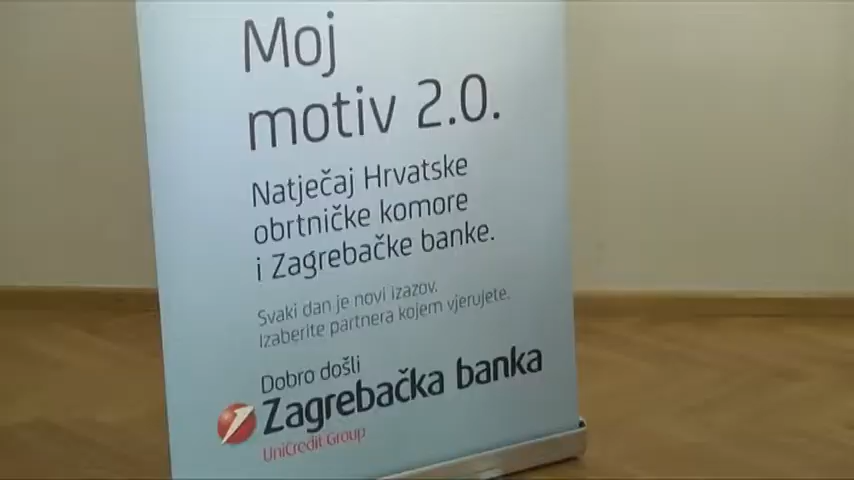 Moj
motiv 2.0.
Natječaj Hrvatske
obrtničke komore
i Zagrebačke banke.
Svaki dan je novi izazov.
Izaberite partnera kojem vjerujete.
Dobro došli
Zagrebačka banka
UniCredit Group